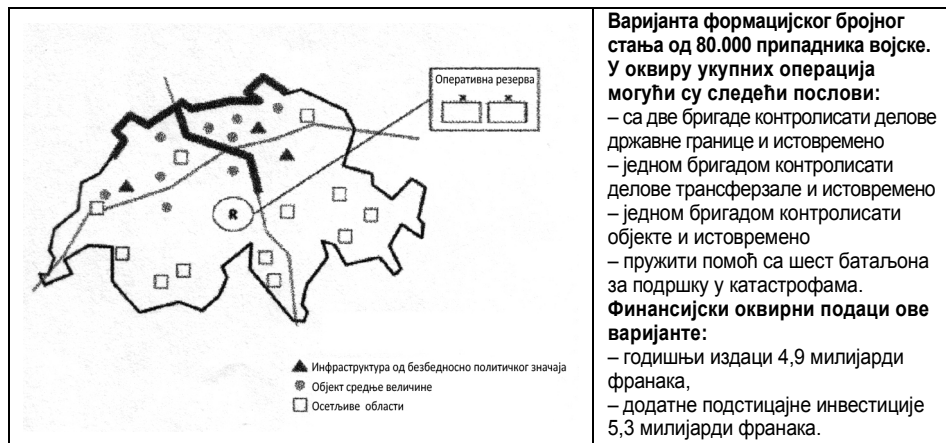 Оперативна резерва
R
Инфраструктура од безбедносно политичког значаја
Објект средње величине
Осетљиве области
Варијанта формацијског бројног
стања од 80.000 припадника војске.
У оквиру укупних операција
могући су следећи послови:
– са две бригаде контролисати делове
државне границе и истовремено
– једном бригадом контролисати
делове трансферзале и истовремено
– једном бригадом контролисати
објекте и истовремено
– пружити помоћ са шест батаљона
за подршку у катастрофама.
Финансијски оквирни подаци ове
варијанте:
– годишњи издаци 4,9 милијарди
франака,
– додатне подстицајне инвестиције
5,3 милијарди франака.